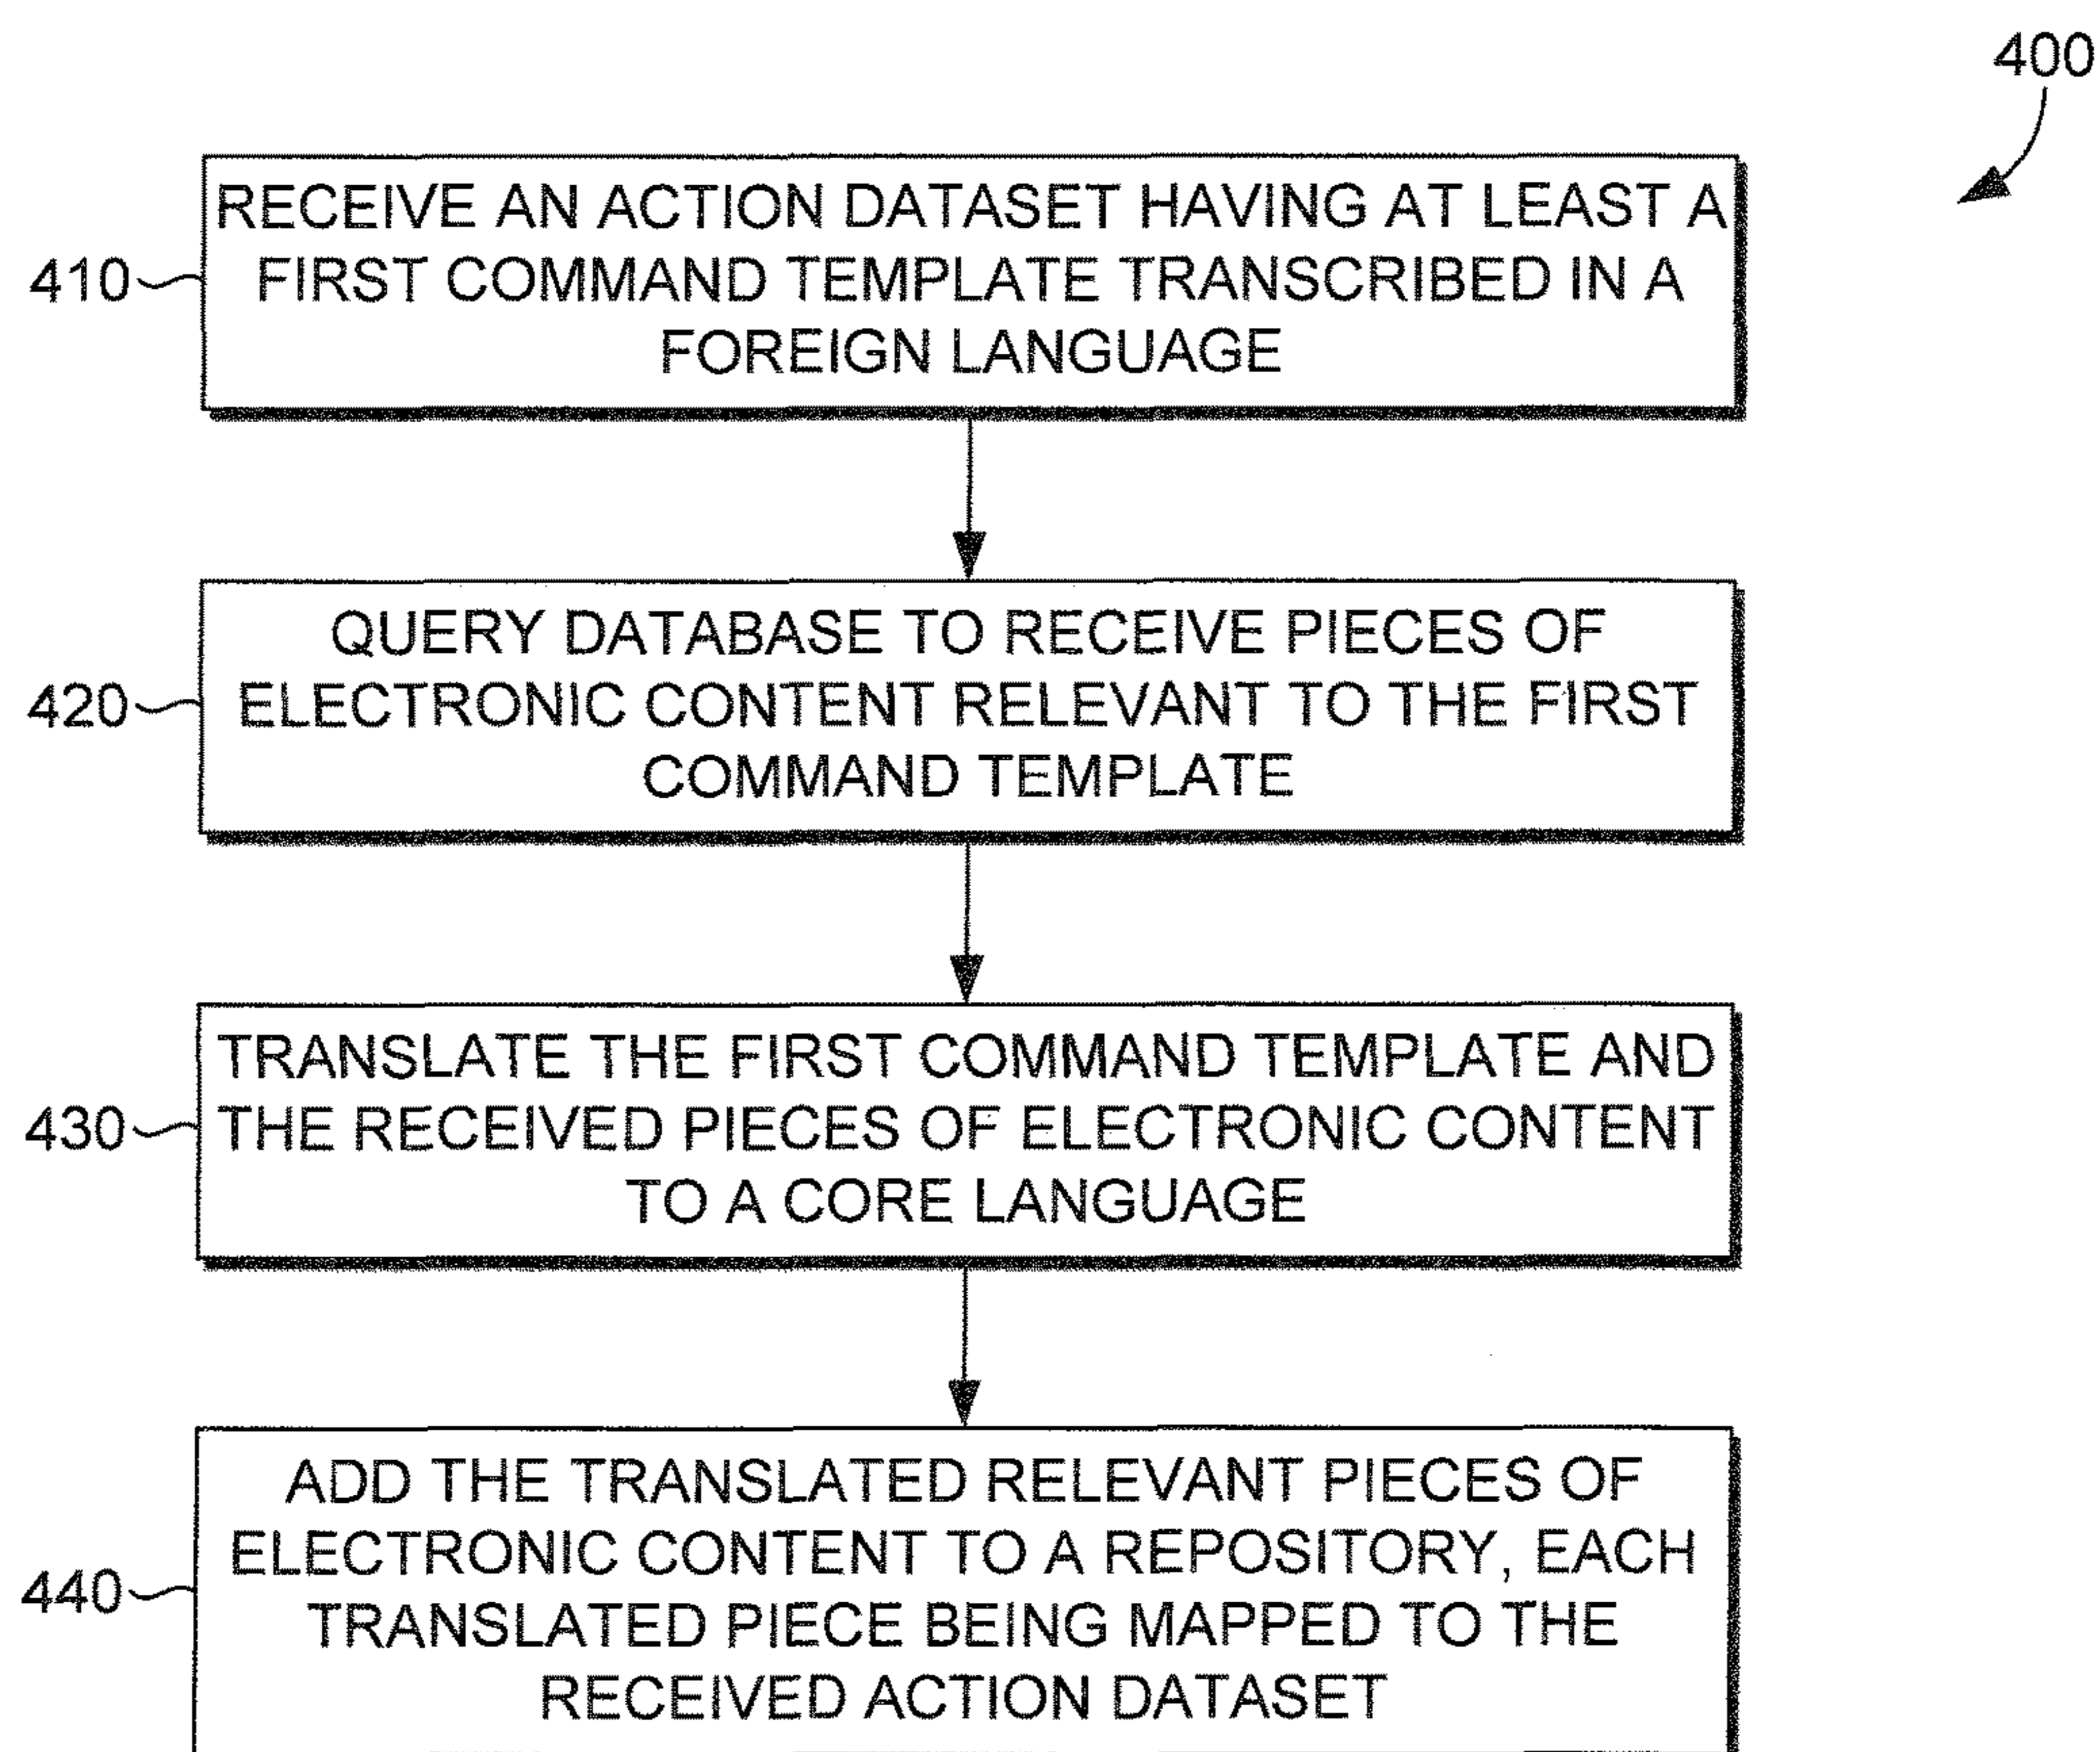 400
RECEIVE AN ACTION DATASET HAVING AT LEAST A
FIRST COMMAND TEMPLATE TRANSCRIBED IN A
FOREIGN LANGUAGE
410
QUERY DATABASE TO RECEIVE PIECES OF
ELECTRONIC CONTENT RELEVANT TO THE FIRST
COMMAND TEMPLATE
420
TRANSLATE THE FIRST COMMAND TEMPLATE AND
THE RECEIVED PIECES OF ELECTRONIC CONTENT
TO A CORE LANGUAGE
430
ADD THE TRANSLATED RELEVANT PIECES OF
ELECTRONIC CONTENT TO A REPOSITORY, EACH
TRANSLATED PIECE BEING MAPPED TO THE
RECEIVED ACTION DATASET
440